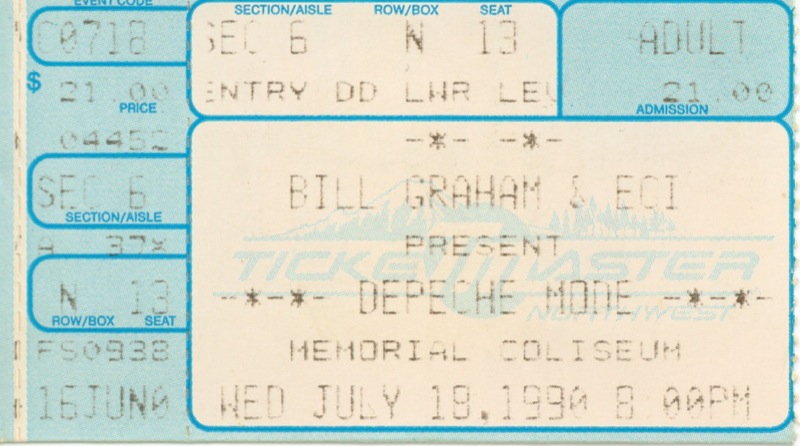 EVENT CODE
C0718
$ 21.00
PRICE
04452
SEC 6
SECTION/AISLE
37X
N 13
ROW/BOX SEAT
FS0938
16JUN0
SECTION/AISLE ROW/BOX SEAT
SEC 6 N 13 ADULT
ENTRY DD LWR LEV 21.00
ADMISSION
-*- -*-
BILL GRAHAM & ECI
PRESENT
-*-*- DEPECHE MODE -*-*-
MEMORIAL COLISEUM
WED JULY 18,1990 8:00PM
TICKETMASTER
NORTHWEST